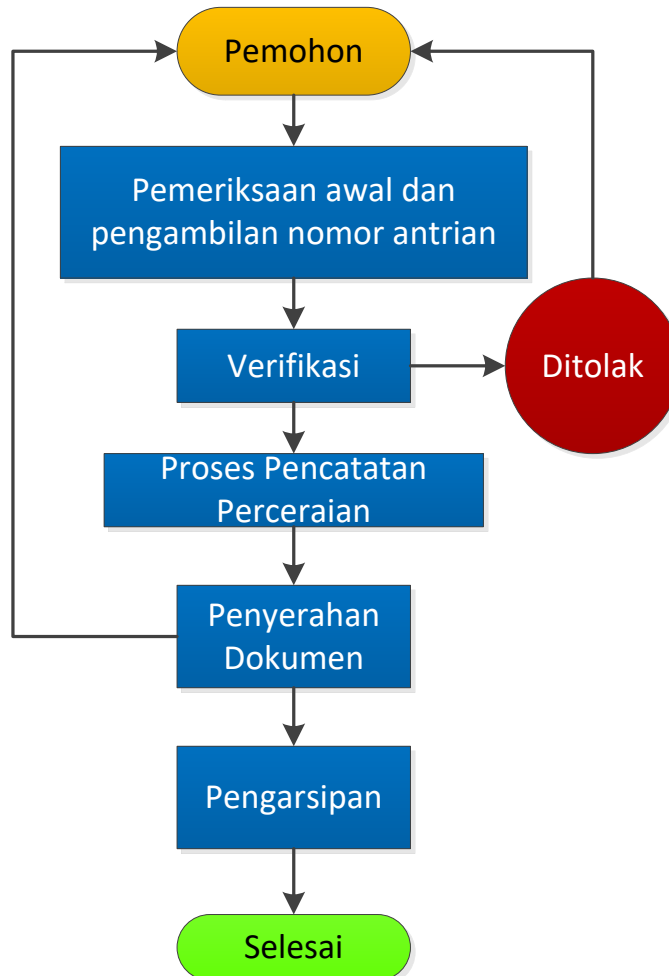 Pemohon
Pemeriksaan awal dan
pengambilan nomor antrian
Verifikasi
Ditolak
Proses Pencatatan
Perceraian
Penyerahan
Dokumen
Pengarsipan
Selesai